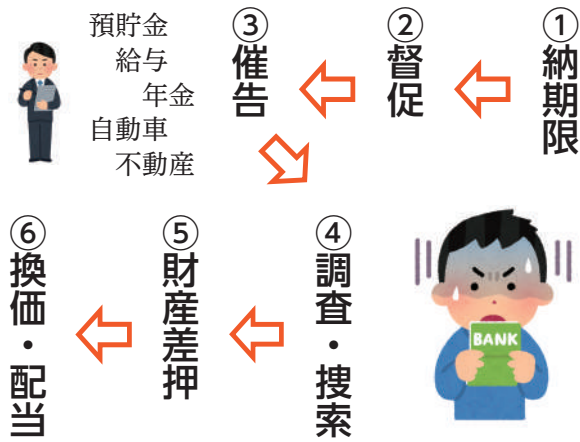 ①納期限
②督促
③催告
預貯金
給与
年金
自動車
不動産
④調査・捜索
⑤財産差押
⑥換価・配当
BANK